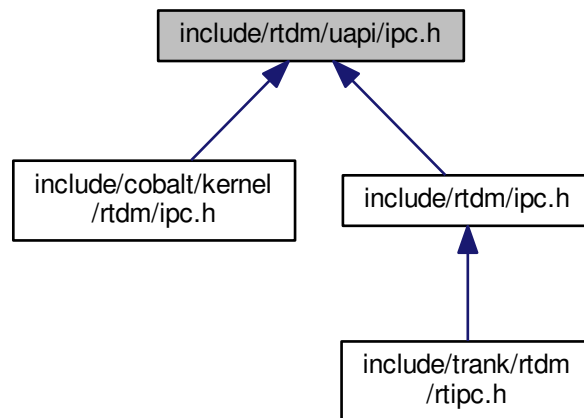 include/rtdm/uapi/ipc.h
include/cobalt/kernel
/rtdm/ipc.h
include/rtdm/ipc.h
include/trank/rtdm
/rtipc.h